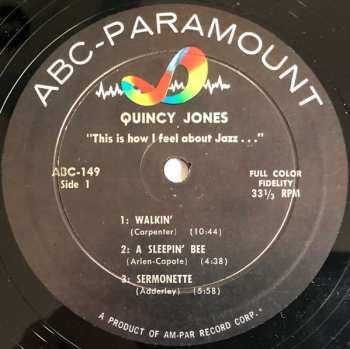 ABC-PARAMOUNT
QUINCY JONES
"This is how I feel about Jazz . . ."
ABC-149
Side 1
FULL COLOR
FIDELITY
33 1/3 RPM
1: WALKIN'
(Carpenter) (10:44)
2: A SLEEPIN' BEE
(Arlen-Capote) (4:38)
3: SERMONETTE
(Adderley) (5:58)
A PRODUCT OF AM-PAR RECORD CORP.